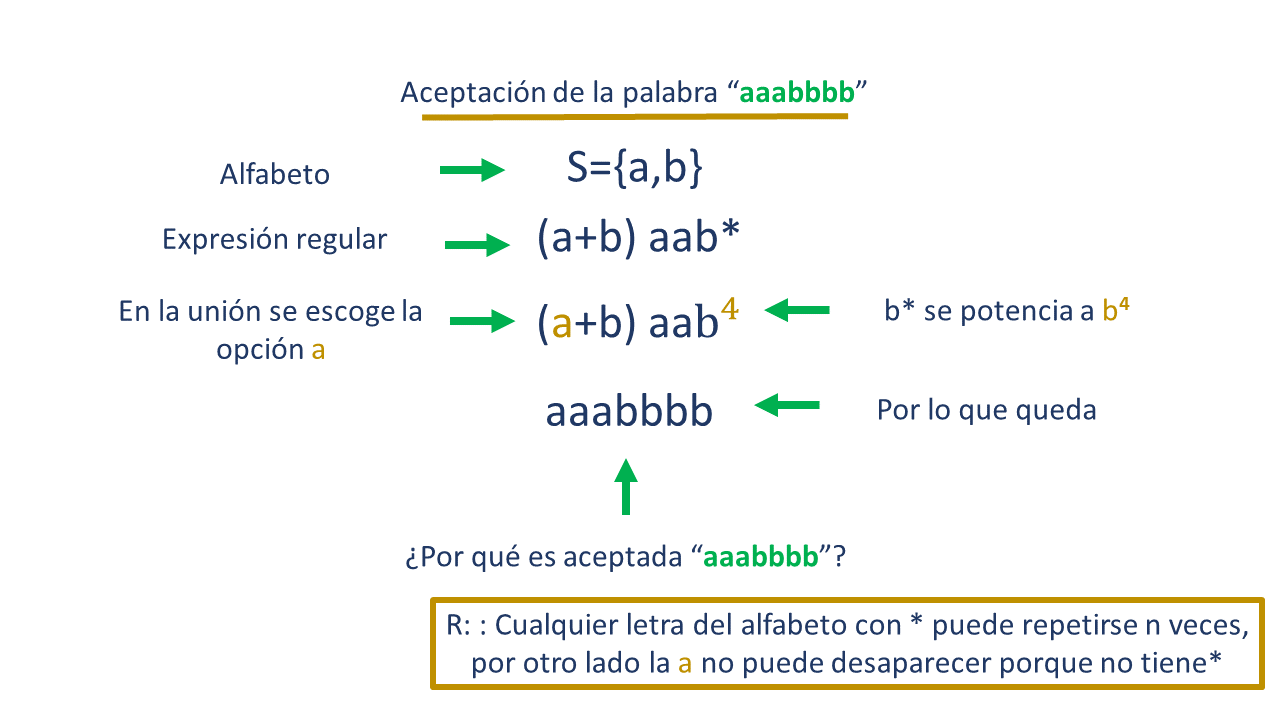 Aceptación de la palabra “aaabbbb”
Alfabeto
S={a,b}
Expresión regular
(a+b) aab*
En la unión se escoge la
opción a
(a+b) aab⁴
b* se potencia a b⁴
aaabbbb
Por lo que queda
¿Por qué es aceptada “aaabbbb”?
R: : Cualquier letra del alfabeto con * puede repetirse n veces,
por otro lado la a no puede desaparecer porque no tiene*